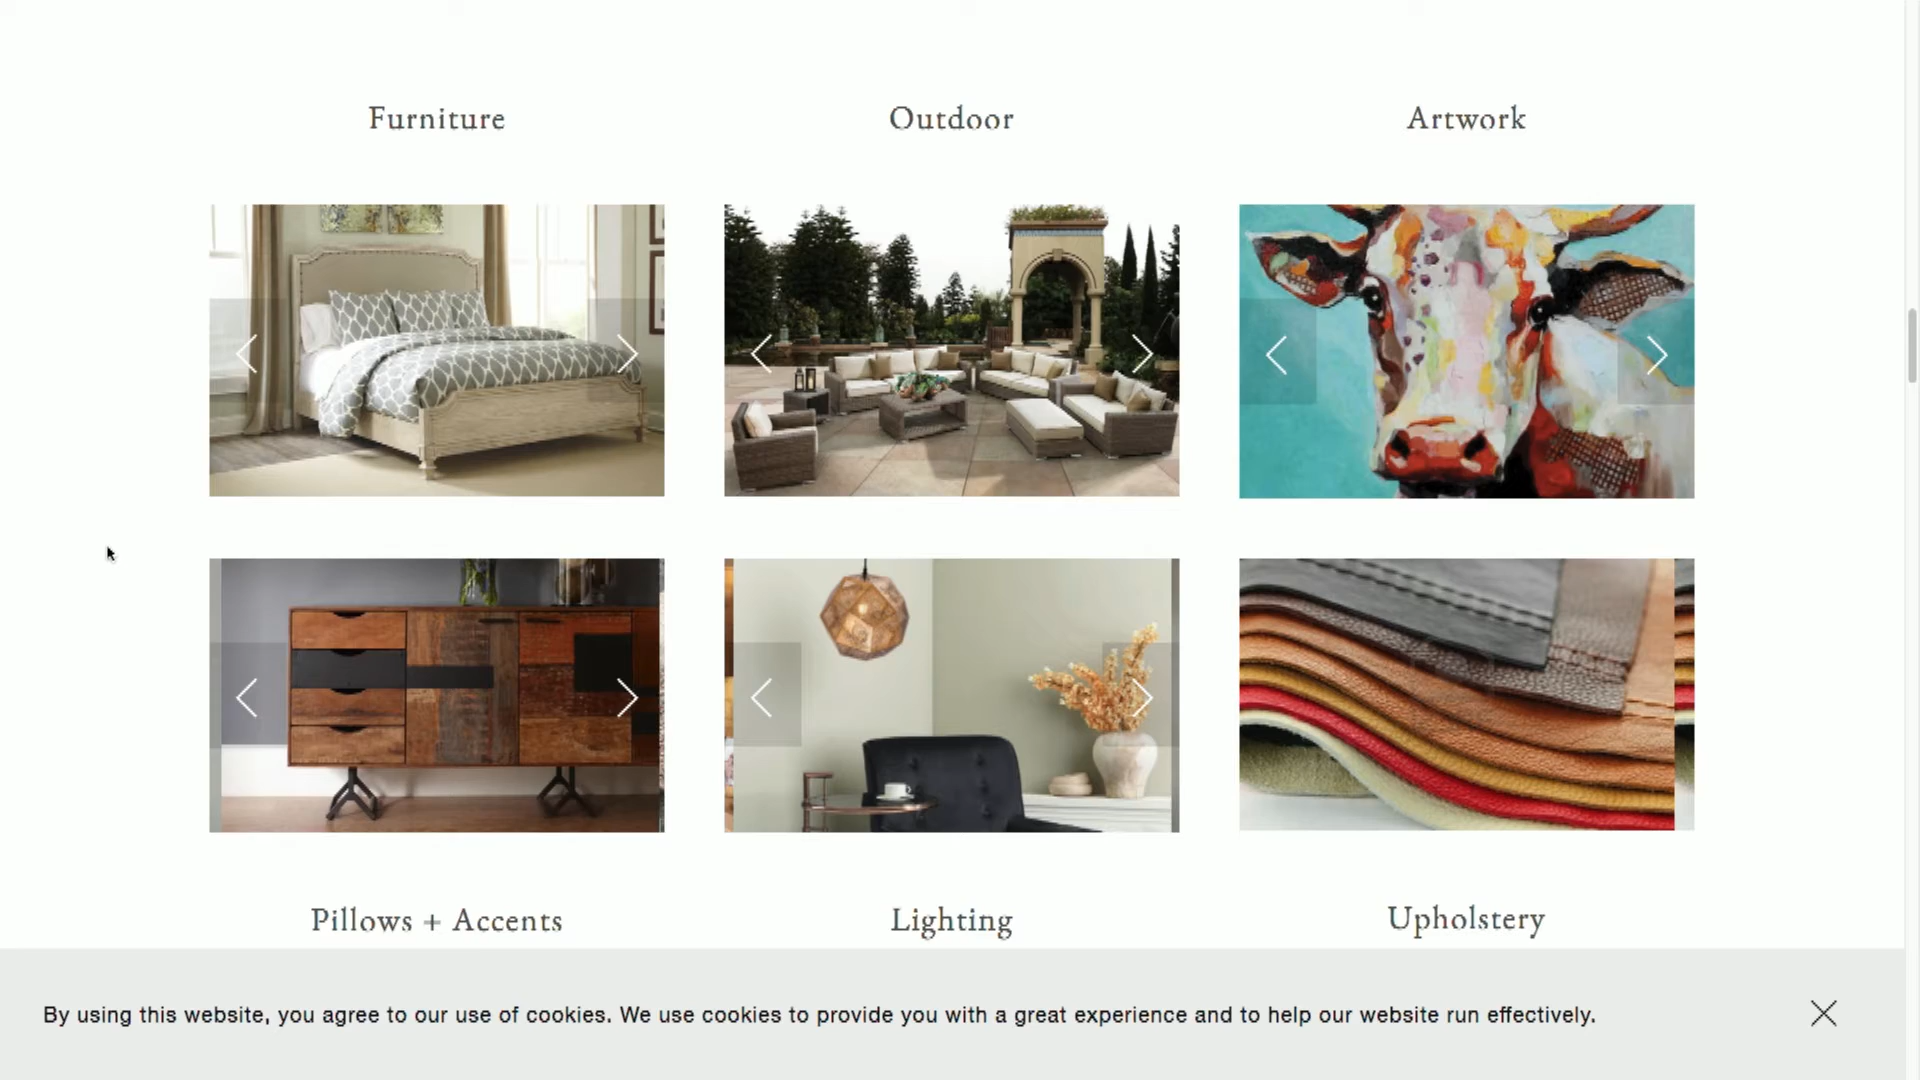 Furniture
Outdoor
Artwork
Pillows + Accents
Lighting
Upholstery
By using this website, you agree to our use of cookies. We use cookies to provide you with a great experience and to help our website run effectively.